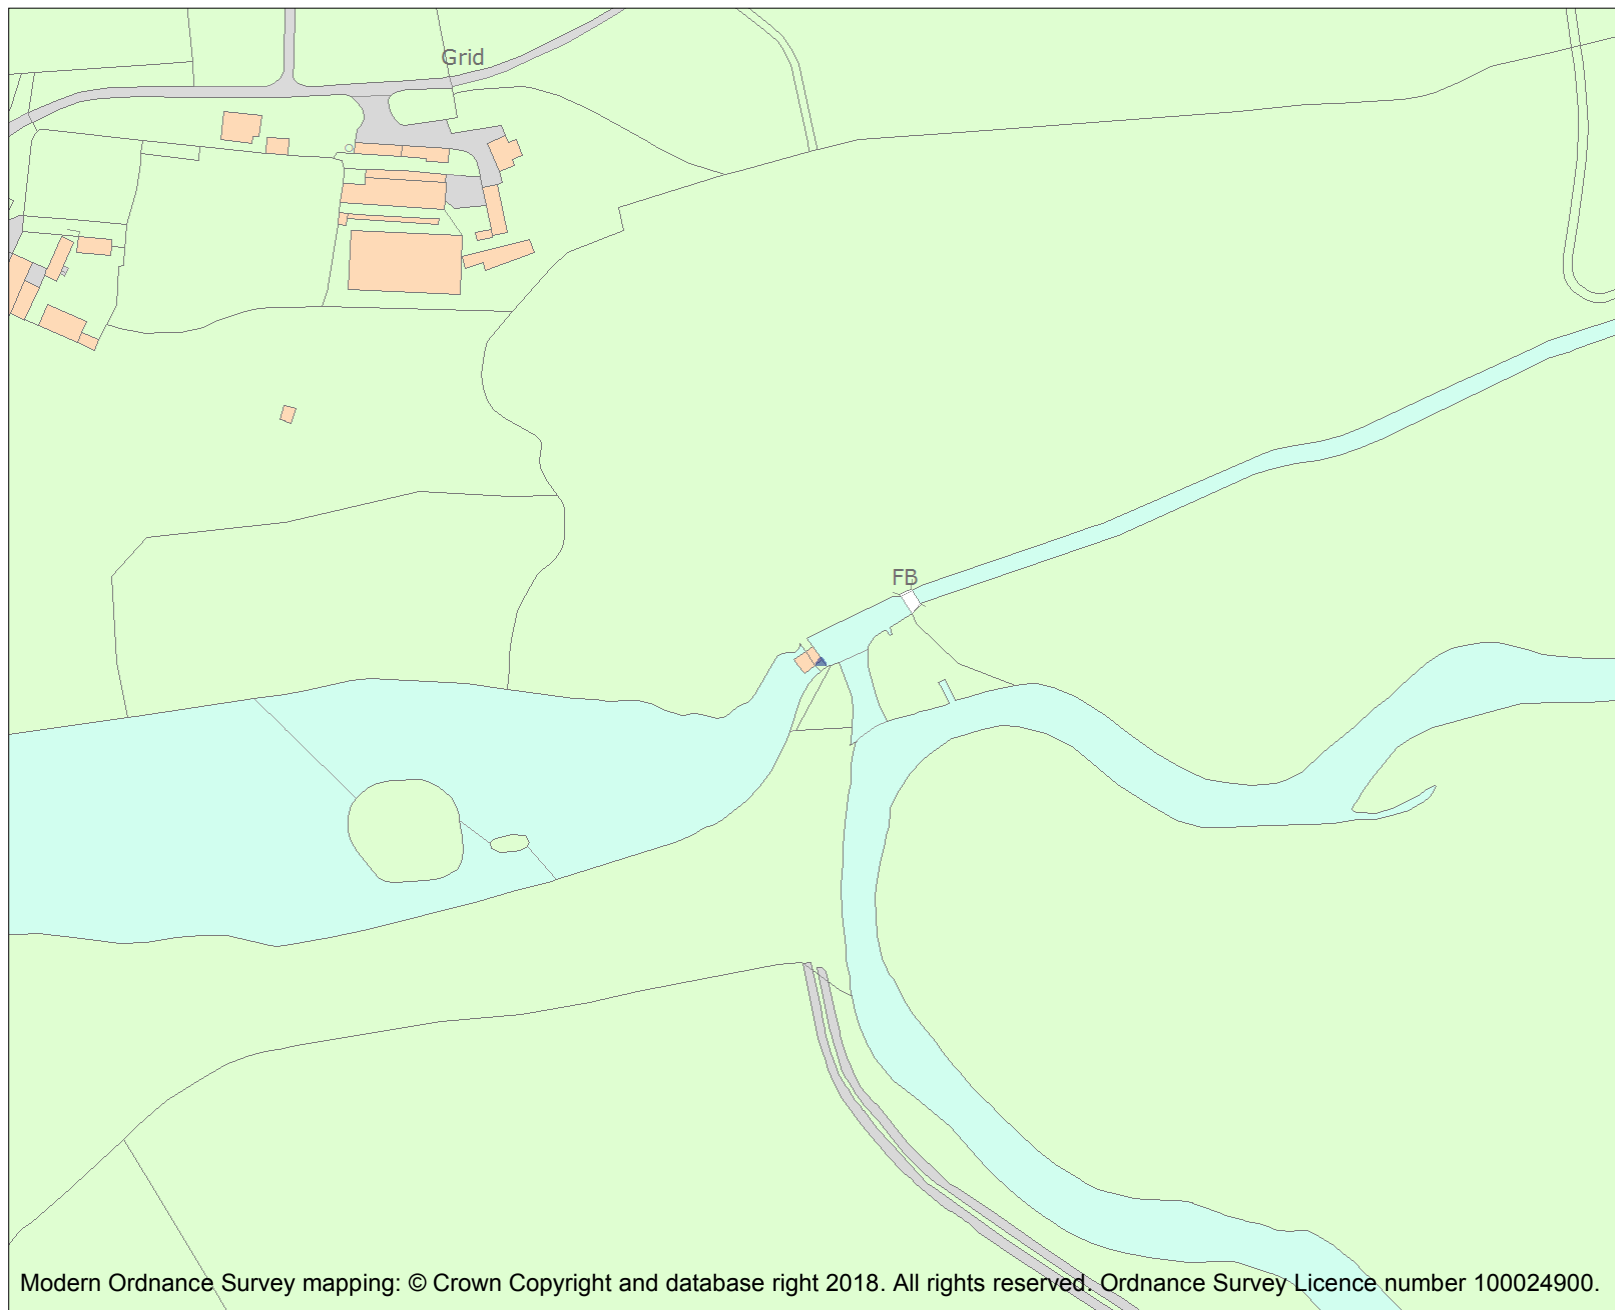 Grid
FB
Modern Ordnance Survey mapping: © Crown Copyright and database right 2018. All rights reserved. Ordnance Survey Licence number 100024900.